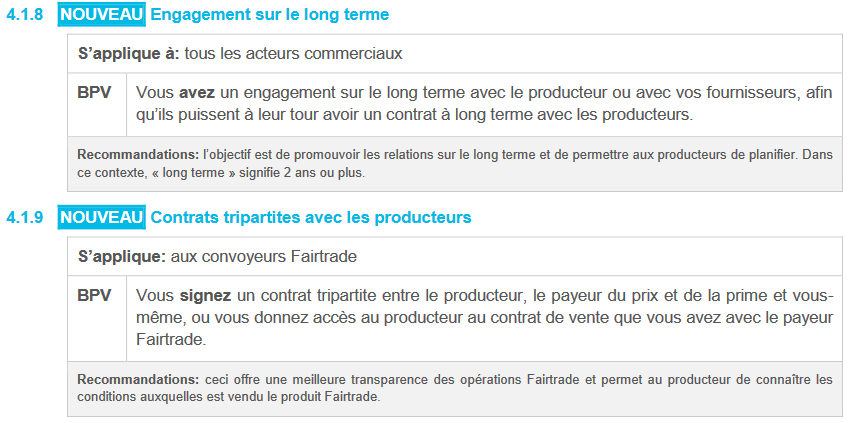 4.1.8 NOUVEAU Engagement sur le long terme
S’applique à: tous les acteurs commerciaux
BPV Vous avez un engagement sur le long terme avec le producteur ou avec vos fournisseurs, afin
qu’ils puissent à leur tour avoir un contrat à long terme avec les producteurs.
Recommandations: l’objectif est de promouvoir les relations sur le long terme et de permettre aux producteurs de planifier. Dans
ce contexte, « long terme » signifie 2 ans ou plus.
4.1.9 NOUVEAU Contrats tripartites avec les producteurs
S’applique: aux convoyeurs Fairtrade
BPV Vous signez un contrat tripartite entre le producteur, le payeur du prix et de la prime et vous-
même, ou vous donnez accès au producteur au contrat de vente que vous avez avec le payeur
Fairtrade.
Recommandations: ceci offre une meilleure transparence des opérations Fairtrade et permet au producteur de connaître les
conditions auxquelles est vendu le produit Fairtrade.